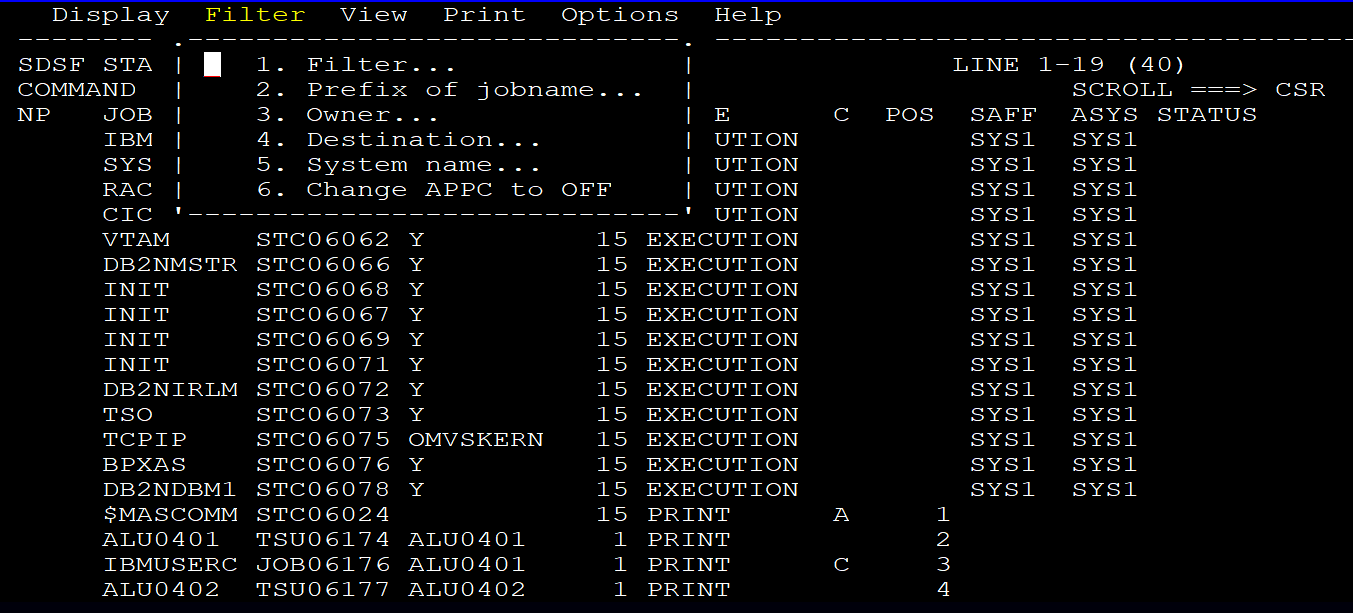 Display  Filter  View  Print  Options  Help
-------- .-----------------------------. --------------------------------------
SDSF STA |    1. Filter...             |               LINE 1-19 (40)
COMMAND  |    2. Prefix of jobname...  |                      SCROLL ===> CSR
NP   JOB |    3. Owner...              | E      C  POS  SAFF  ASYS STATUS
     IBM |    4. Destination...        | UTION          SYS1  SYS1
     SYS |    5. System name...        | UTION          SYS1  SYS1
     RAC |    6. Change APPC to OFF    | UTION          SYS1  SYS1
     CIC '-----------------------------' UTION          SYS1  SYS1
     VTAM     STC06062 Y          15 EXECUTION          SYS1  SYS1
     DB2NMSTR STC06066 Y          15 EXECUTION          SYS1  SYS1
     INIT     STC06068 Y          15 EXECUTION          SYS1  SYS1
     INIT     STC06067 Y          15 EXECUTION          SYS1  SYS1
     INIT     STC06069 Y          15 EXECUTION          SYS1  SYS1
     INIT     STC06071 Y          15 EXECUTION          SYS1  SYS1
     DB2NIRLM STC06072 Y          15 EXECUTION          SYS1  SYS1
     TSO      STC06073 Y          15 EXECUTION          SYS1  SYS1
     TCPIP    STC06075 OMVSKERN   15 EXECUTION          SYS1  SYS1
     BPXAS    STC06076 Y          15 EXECUTION          SYS1  SYS1
     DB2NDBM1 STC06078 Y          15 EXECUTION          SYS1  SYS1
     $MASCOMM STC06024            15 PRINT      A     1
     ALU0401  TSU06174 ALU0401     1 PRINT            2
     IBMUSERC JOB06176 ALU0401     1 PRINT      C     3
     ALU0402  TSU06177 ALU0402     1 PRINT            4